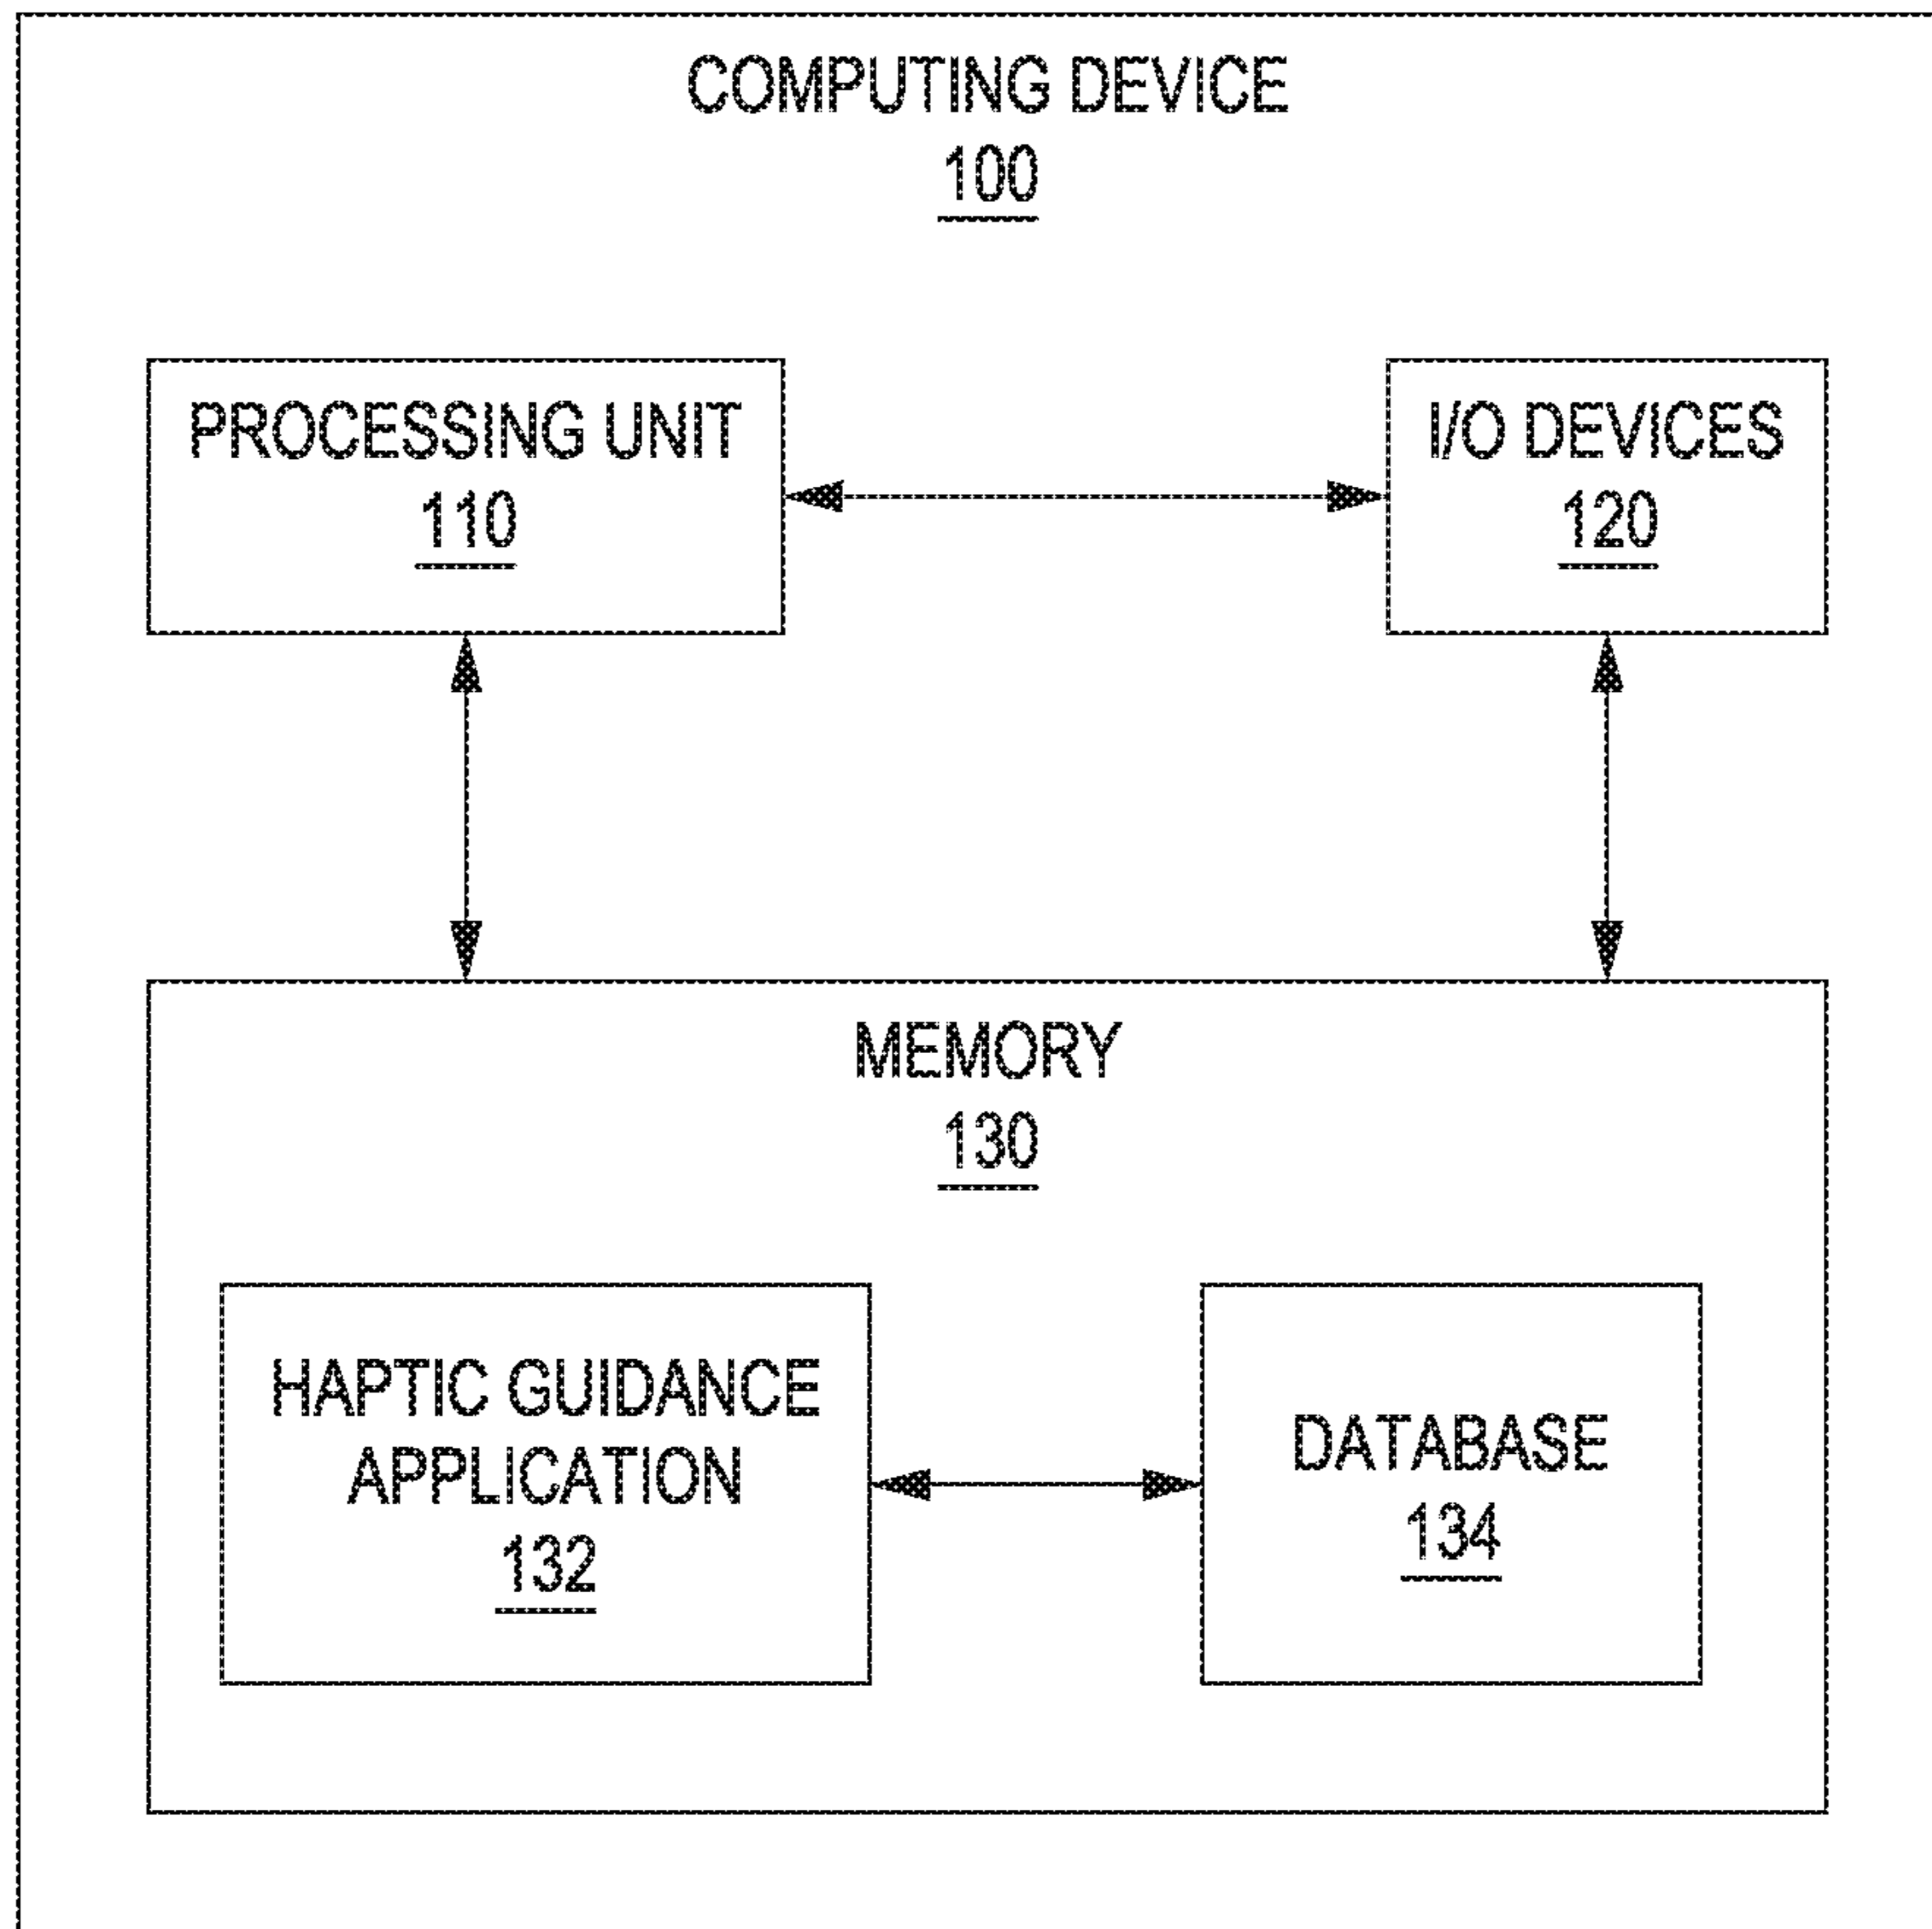 COMPUTING DEVICE
100
PROCESSING UNIT
110
I/O DEVICES
120
MEMORY
130
HAPTIC GUIDANCE
APPLICATION
132
DATABASE
134